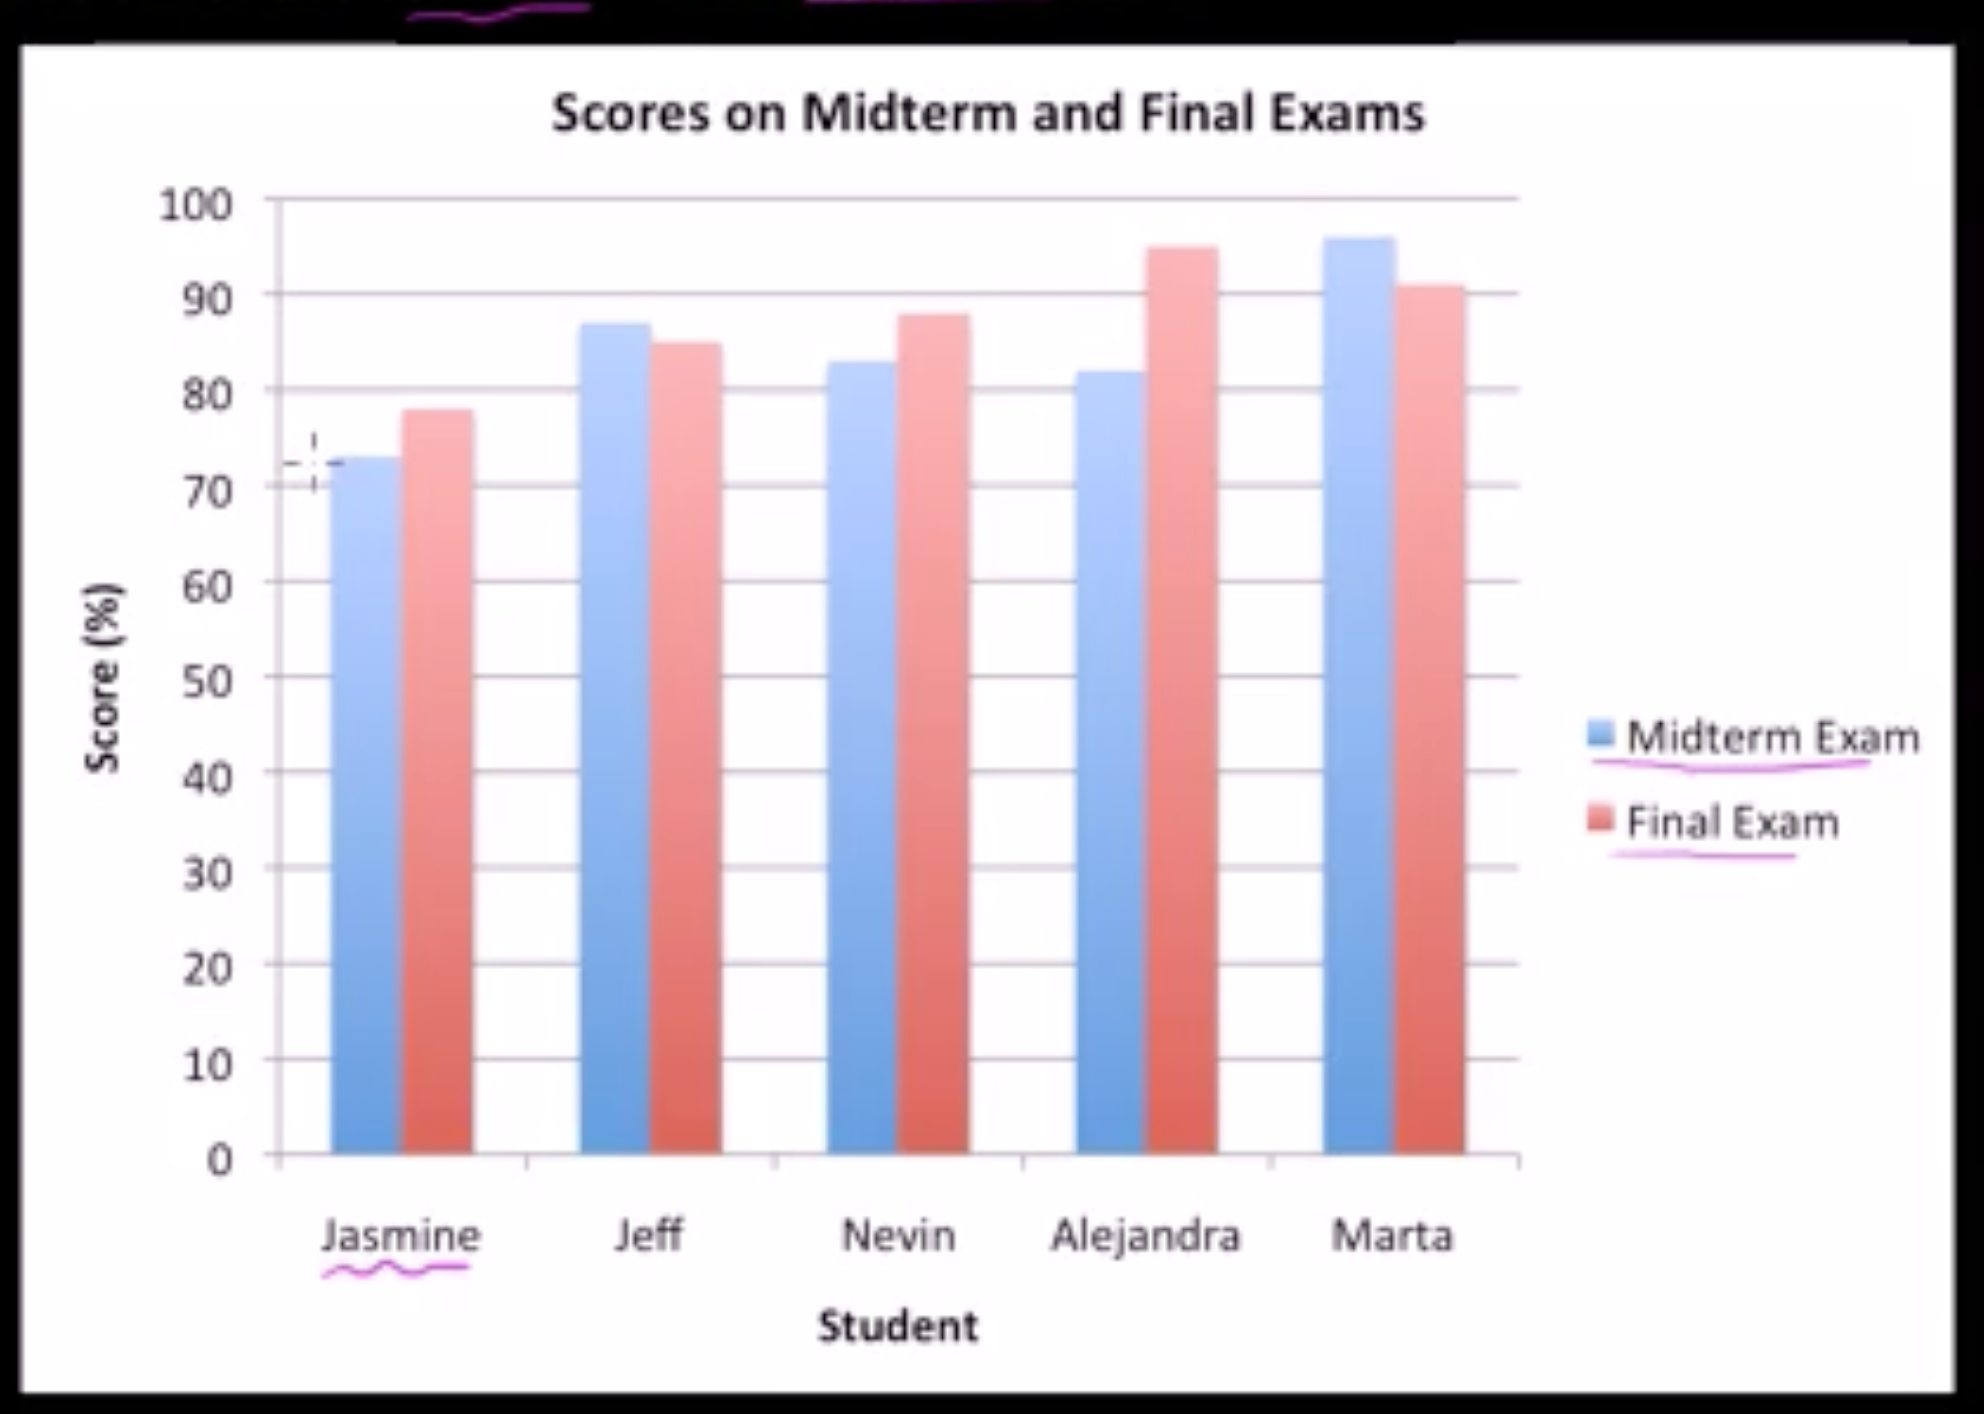 Scores on Midterm and Final Exams
100
90
80
70
60
50
40
30
20
10
0
Score (%)
Jasmine Jeff Nevin Alejandra Marta
Student
Midterm Exam
Final Exam